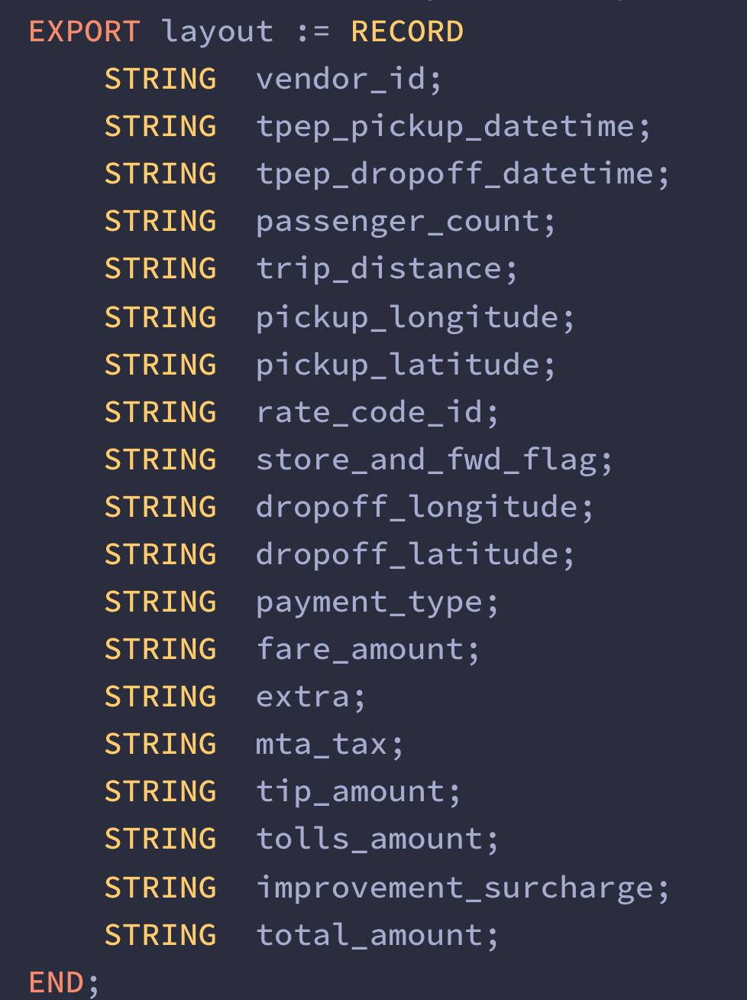 EXPORT layout := RECORD
    STRING  vendor_id;
    STRING  tpep_pickup_datetime;
    STRING  tpep_dropoff_datetime;
    STRING  passenger_count;
    STRING  trip_distance;
    STRING  pickup_longitude;
    STRING  pickup_latitude;
    STRING  rate_code_id;
    STRING  store_and_fwd_flag;
    STRING  dropoff_longitude;
    STRING  dropoff_latitude;
    STRING  payment_type;
    STRING  fare_amount;
    STRING  extra;
    STRING  mta_tax;
    STRING  tip_amount;
    STRING  tolls_amount;
    STRING  improvement_surcharge;
    STRING  total_amount;
END;